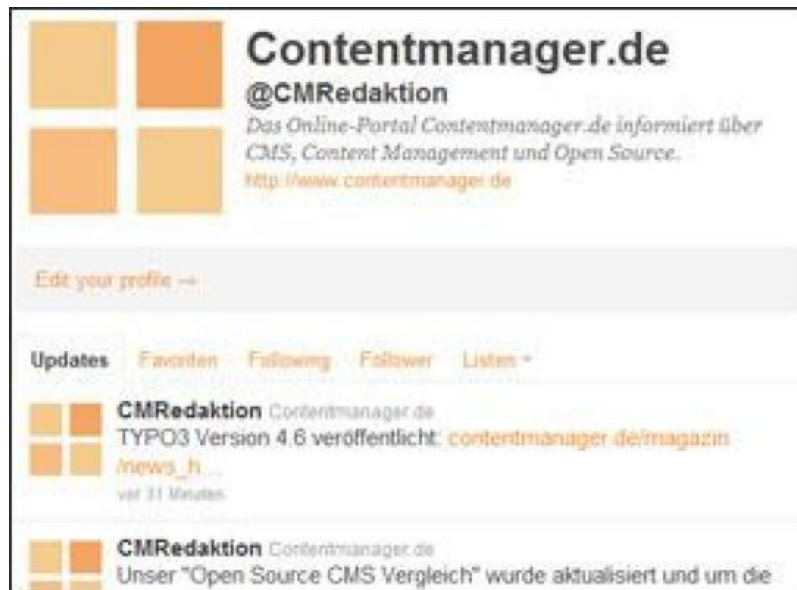 Contentmanager.de
@CMRedaktion
Das Online-Portal Contentmanager.de informiert über
CMS, Content Management und Open Source.
http://www.contentmanager.de
Edit your profile →
Updates Favoriten Following Follower Listen
CMRedaktion Contentmanager.de
TYPO3 Version 4.6 veröffentlicht: contentmanager.de/magazin
/news_h...
vor 31 Minuten
CMRedaktion Contentmanager.de
Unser "Open Source CMS Vergleich" wurde aktualisiert und um die